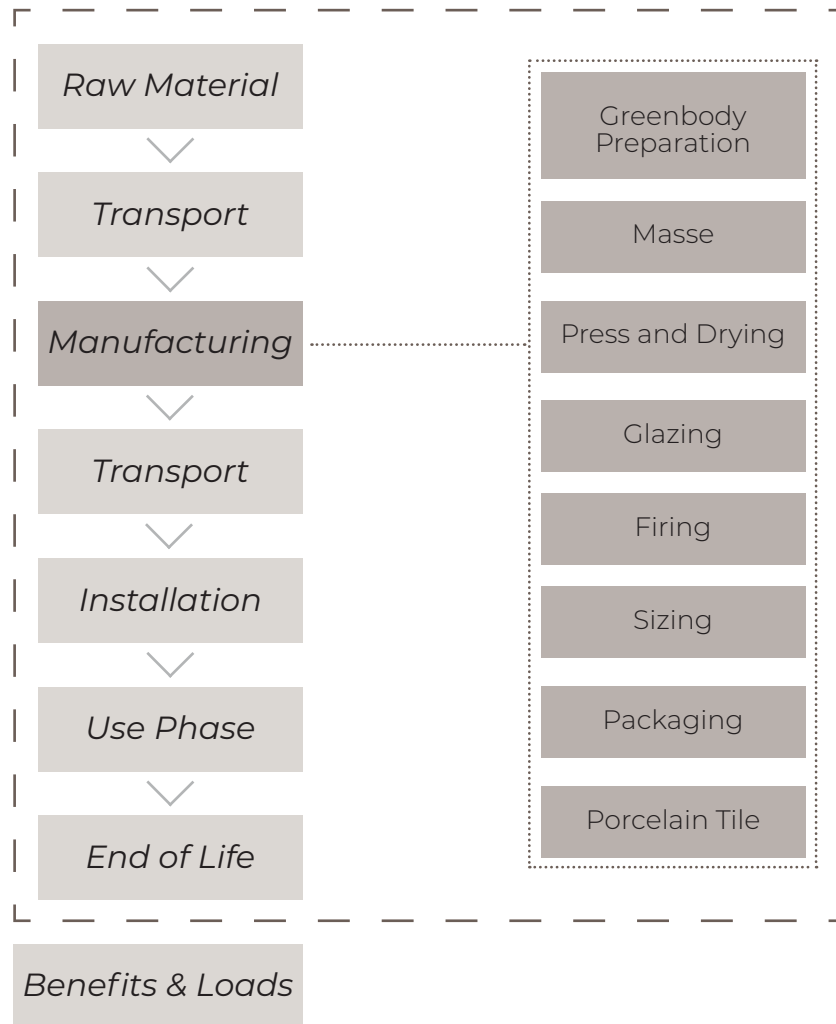 Raw Material
Transport
Manufacturing
Transport
Installation
Use Phase
End of Life
Benefits & Loads
Greenbody
Preparation
Masse
Press and Drying
Glazing
Firing
Sizing
Packaging
Porcelain Tile